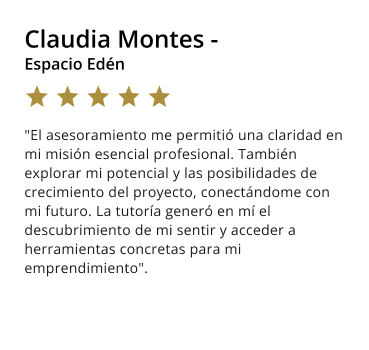 Claudia Montes -
Espacio Edén
"El asesoramiento me permitió una claridad en
mi misión esencial profesional. También
explorar mi potencial y las posibilidades de
crecimiento del proyecto, conectándome con
mi futuro. La tutoría generó en mí el
descubrimiento de mi sentir y acceder a
herramientas concretas para mi
emprendimiento".